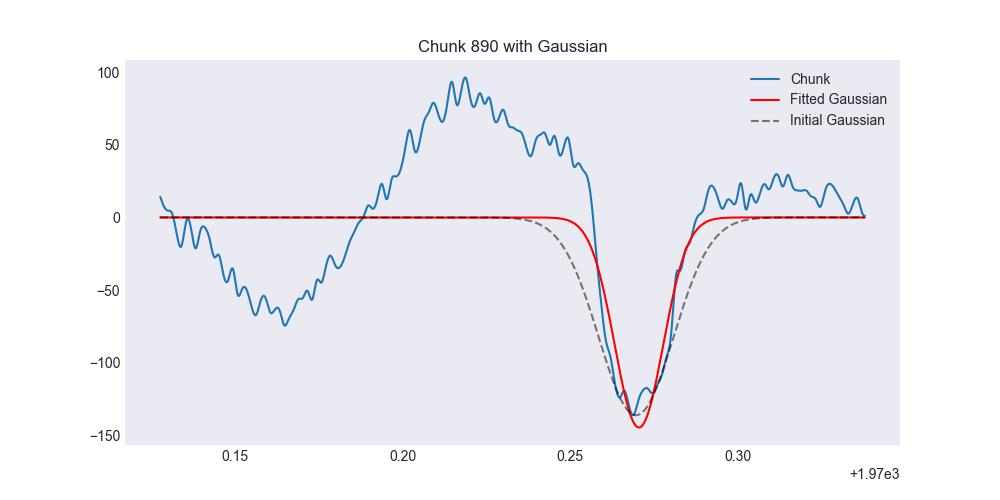 Chunk 890 with Gaussian
Chunk
Fitted Gaussian
Initial Gaussian
100
50
0
−50
−100
−150
0.15
0.20
0.25
0.30
+1.97e3